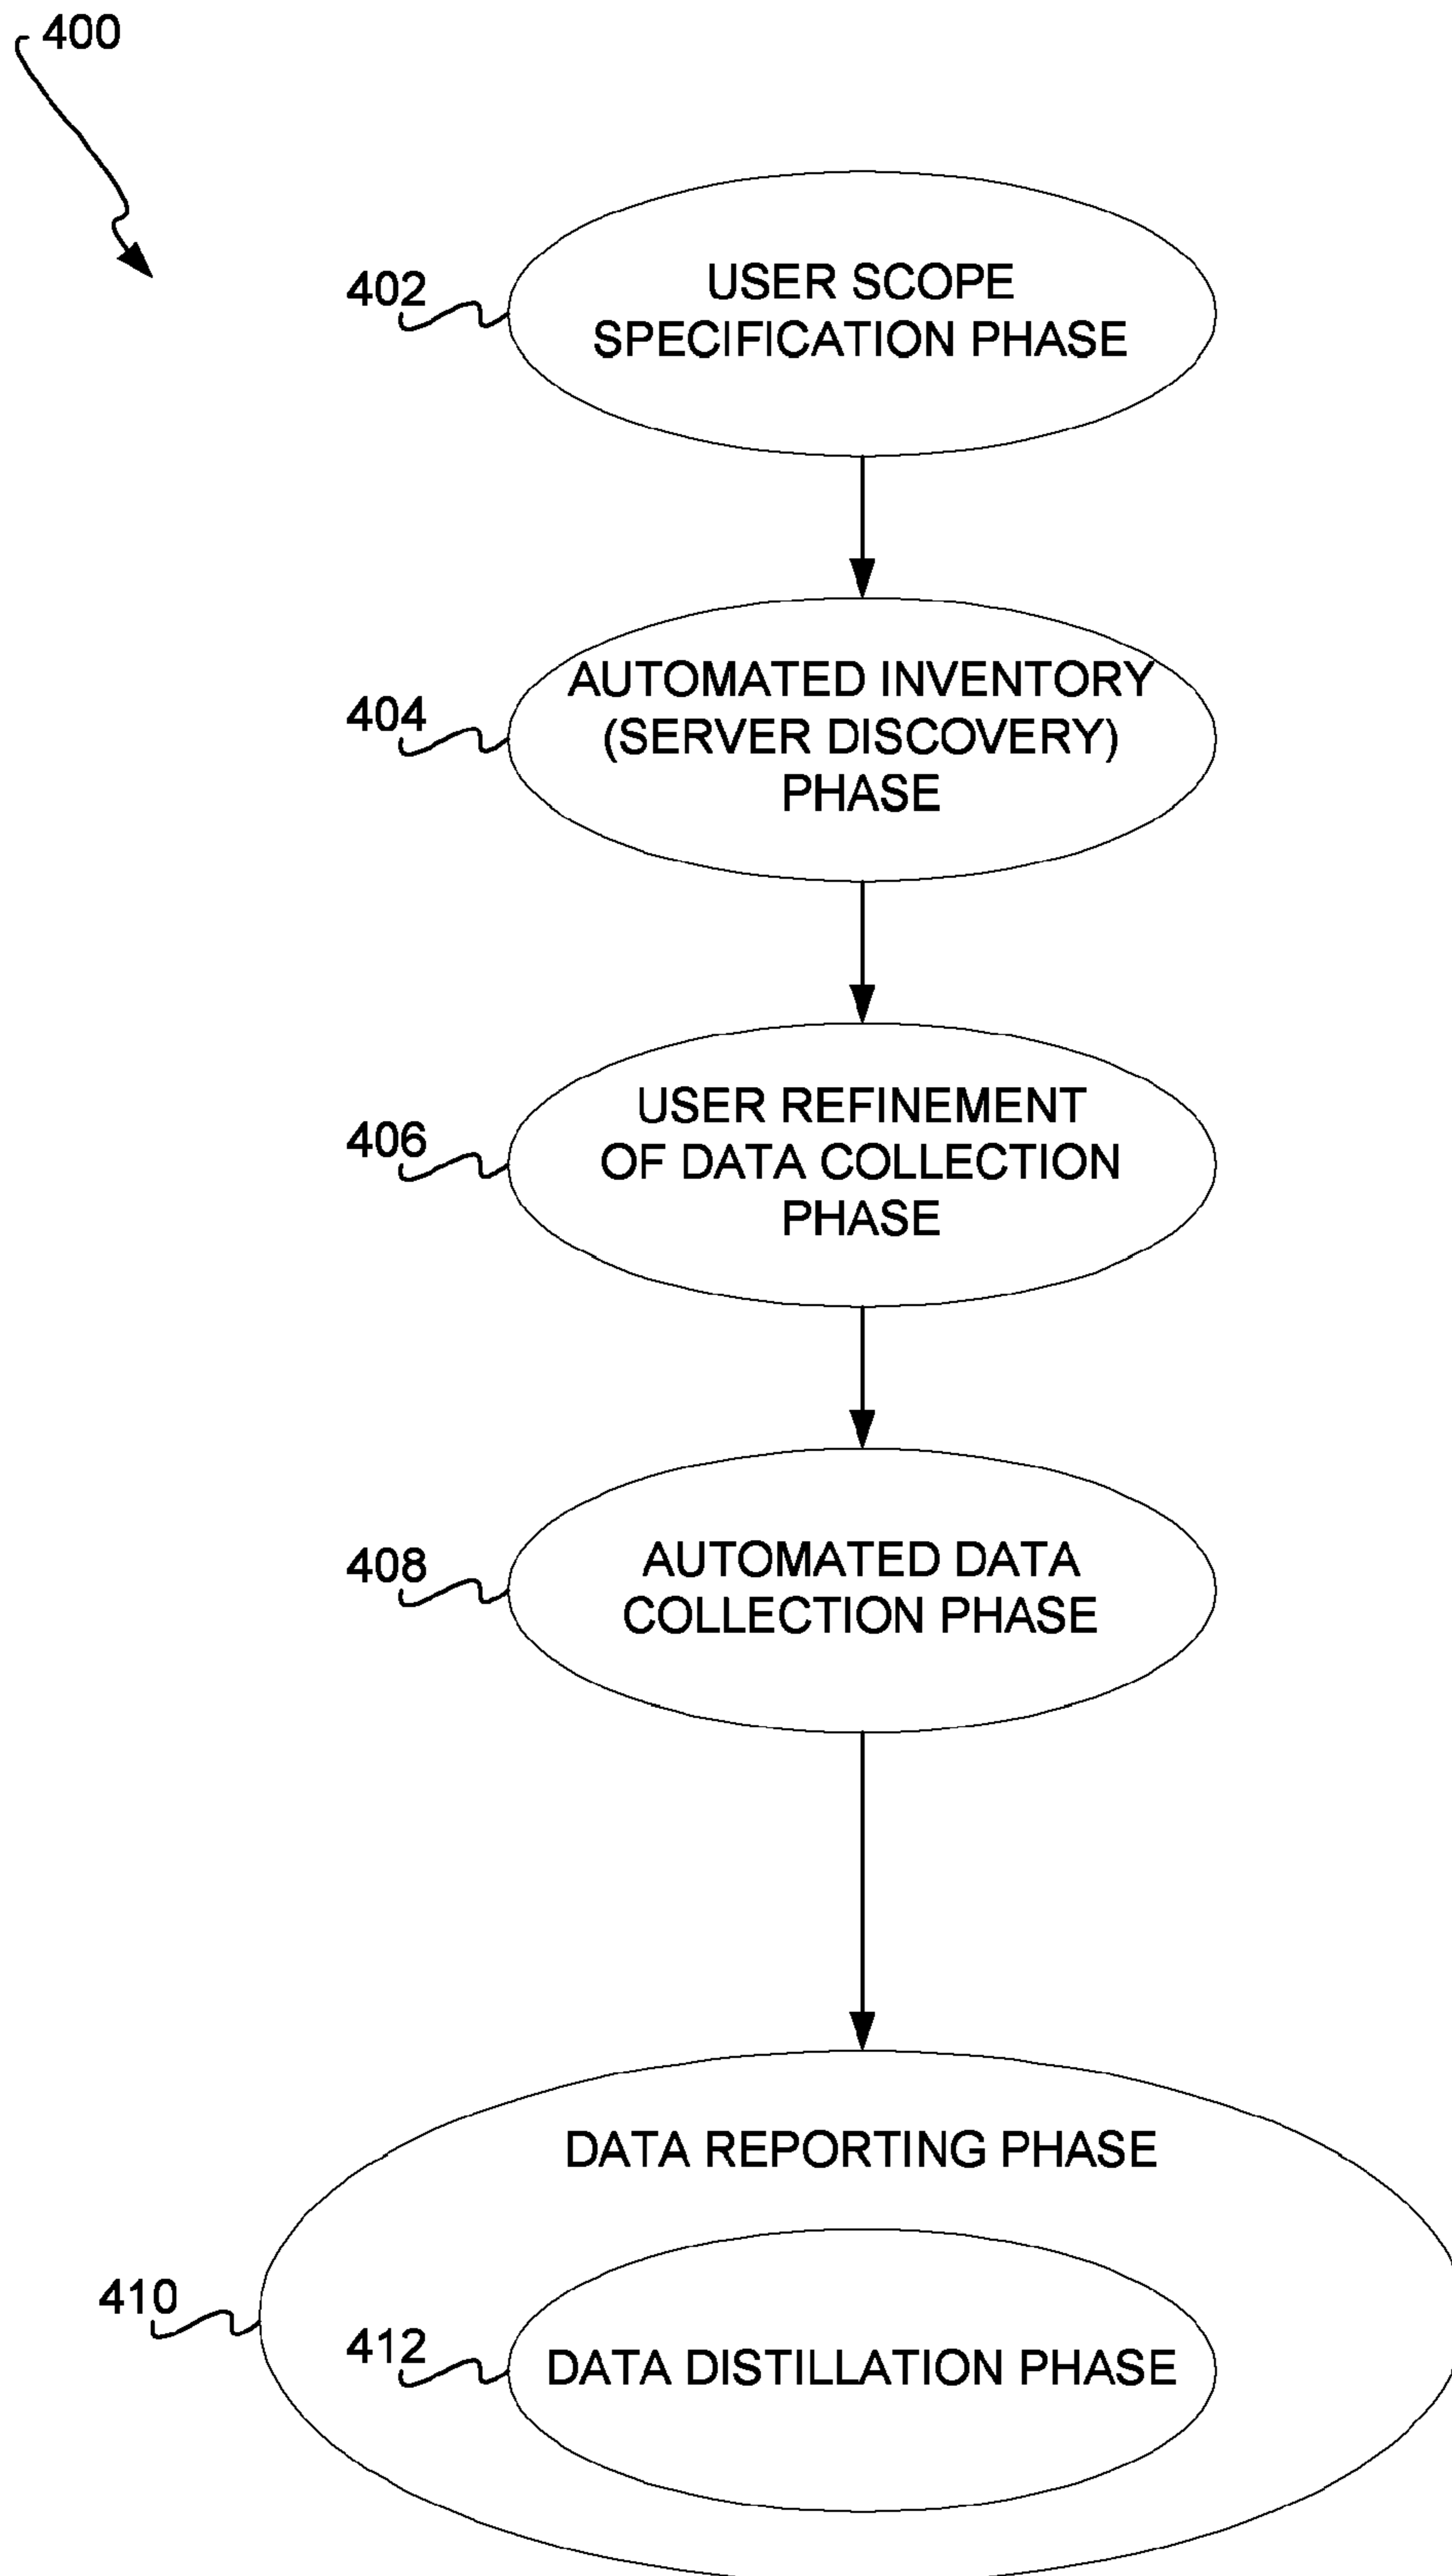 400
402
USER SCOPE
SPECIFICATION PHASE
404
AUTOMATED INVENTORY
(SERVER DISCOVERY)
PHASE
406
USER REFINEMENT
OF DATA COLLECTION
PHASE
408
AUTOMATED DATA
COLLECTION PHASE
DATA REPORTING PHASE
410
412
DATA DISTILLATION PHASE